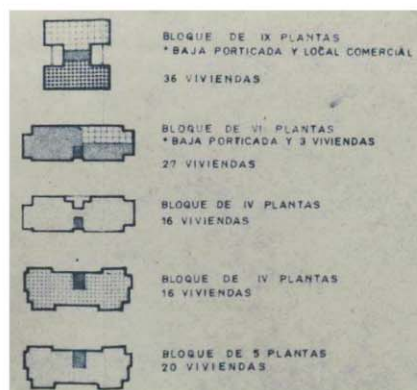 BLOQUE DE IX PLANTAS
* BAJA PORTICADA Y LOCAL COMERCIAL
36 VIVIENDAS
BLOQUE DE VI PLANTAS
* BAJA PORTICADA Y 3 VIVIENDAS
27 VIVIENDAS
BLOQUE DE IV PLANTAS
16 VIVIENDAS
BLOQUE DE IV PLANTAS
16 VIVIENDAS
BLOQUE DE 5 PLANTAS
20 VIVIENDAS